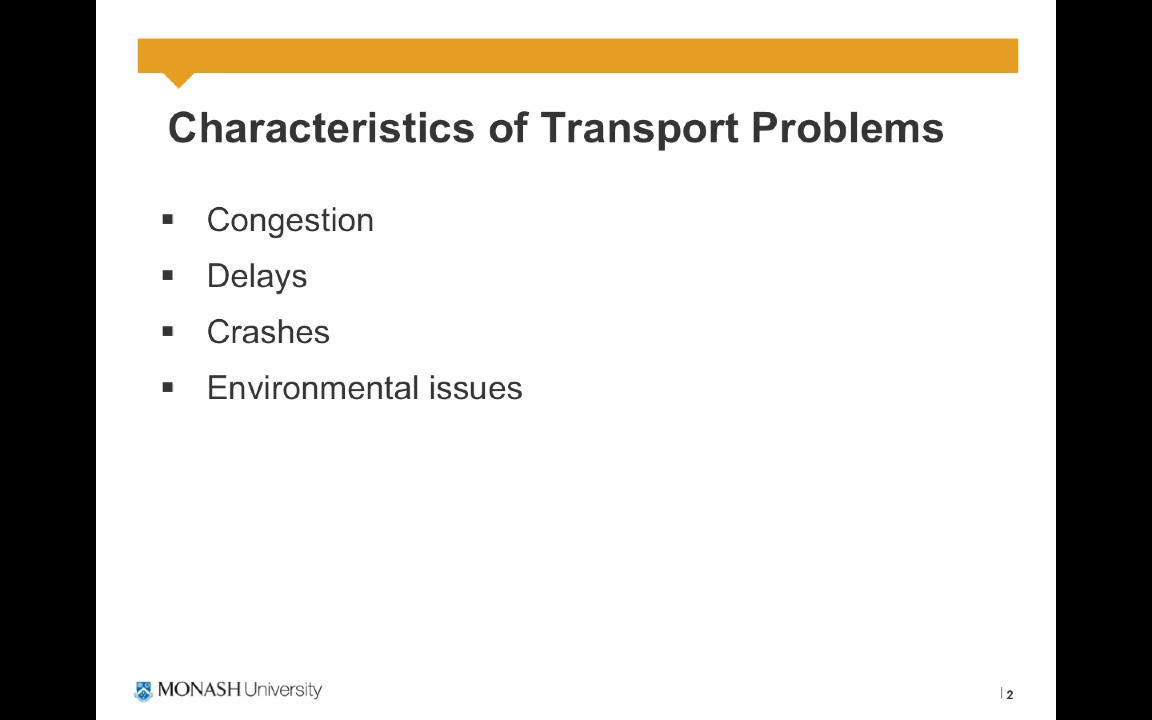 Characteristics of Transport Problems
▪ Congestion
▪ Delays
▪ Crashes
▪ Environmental issues
MONASH University
| 2